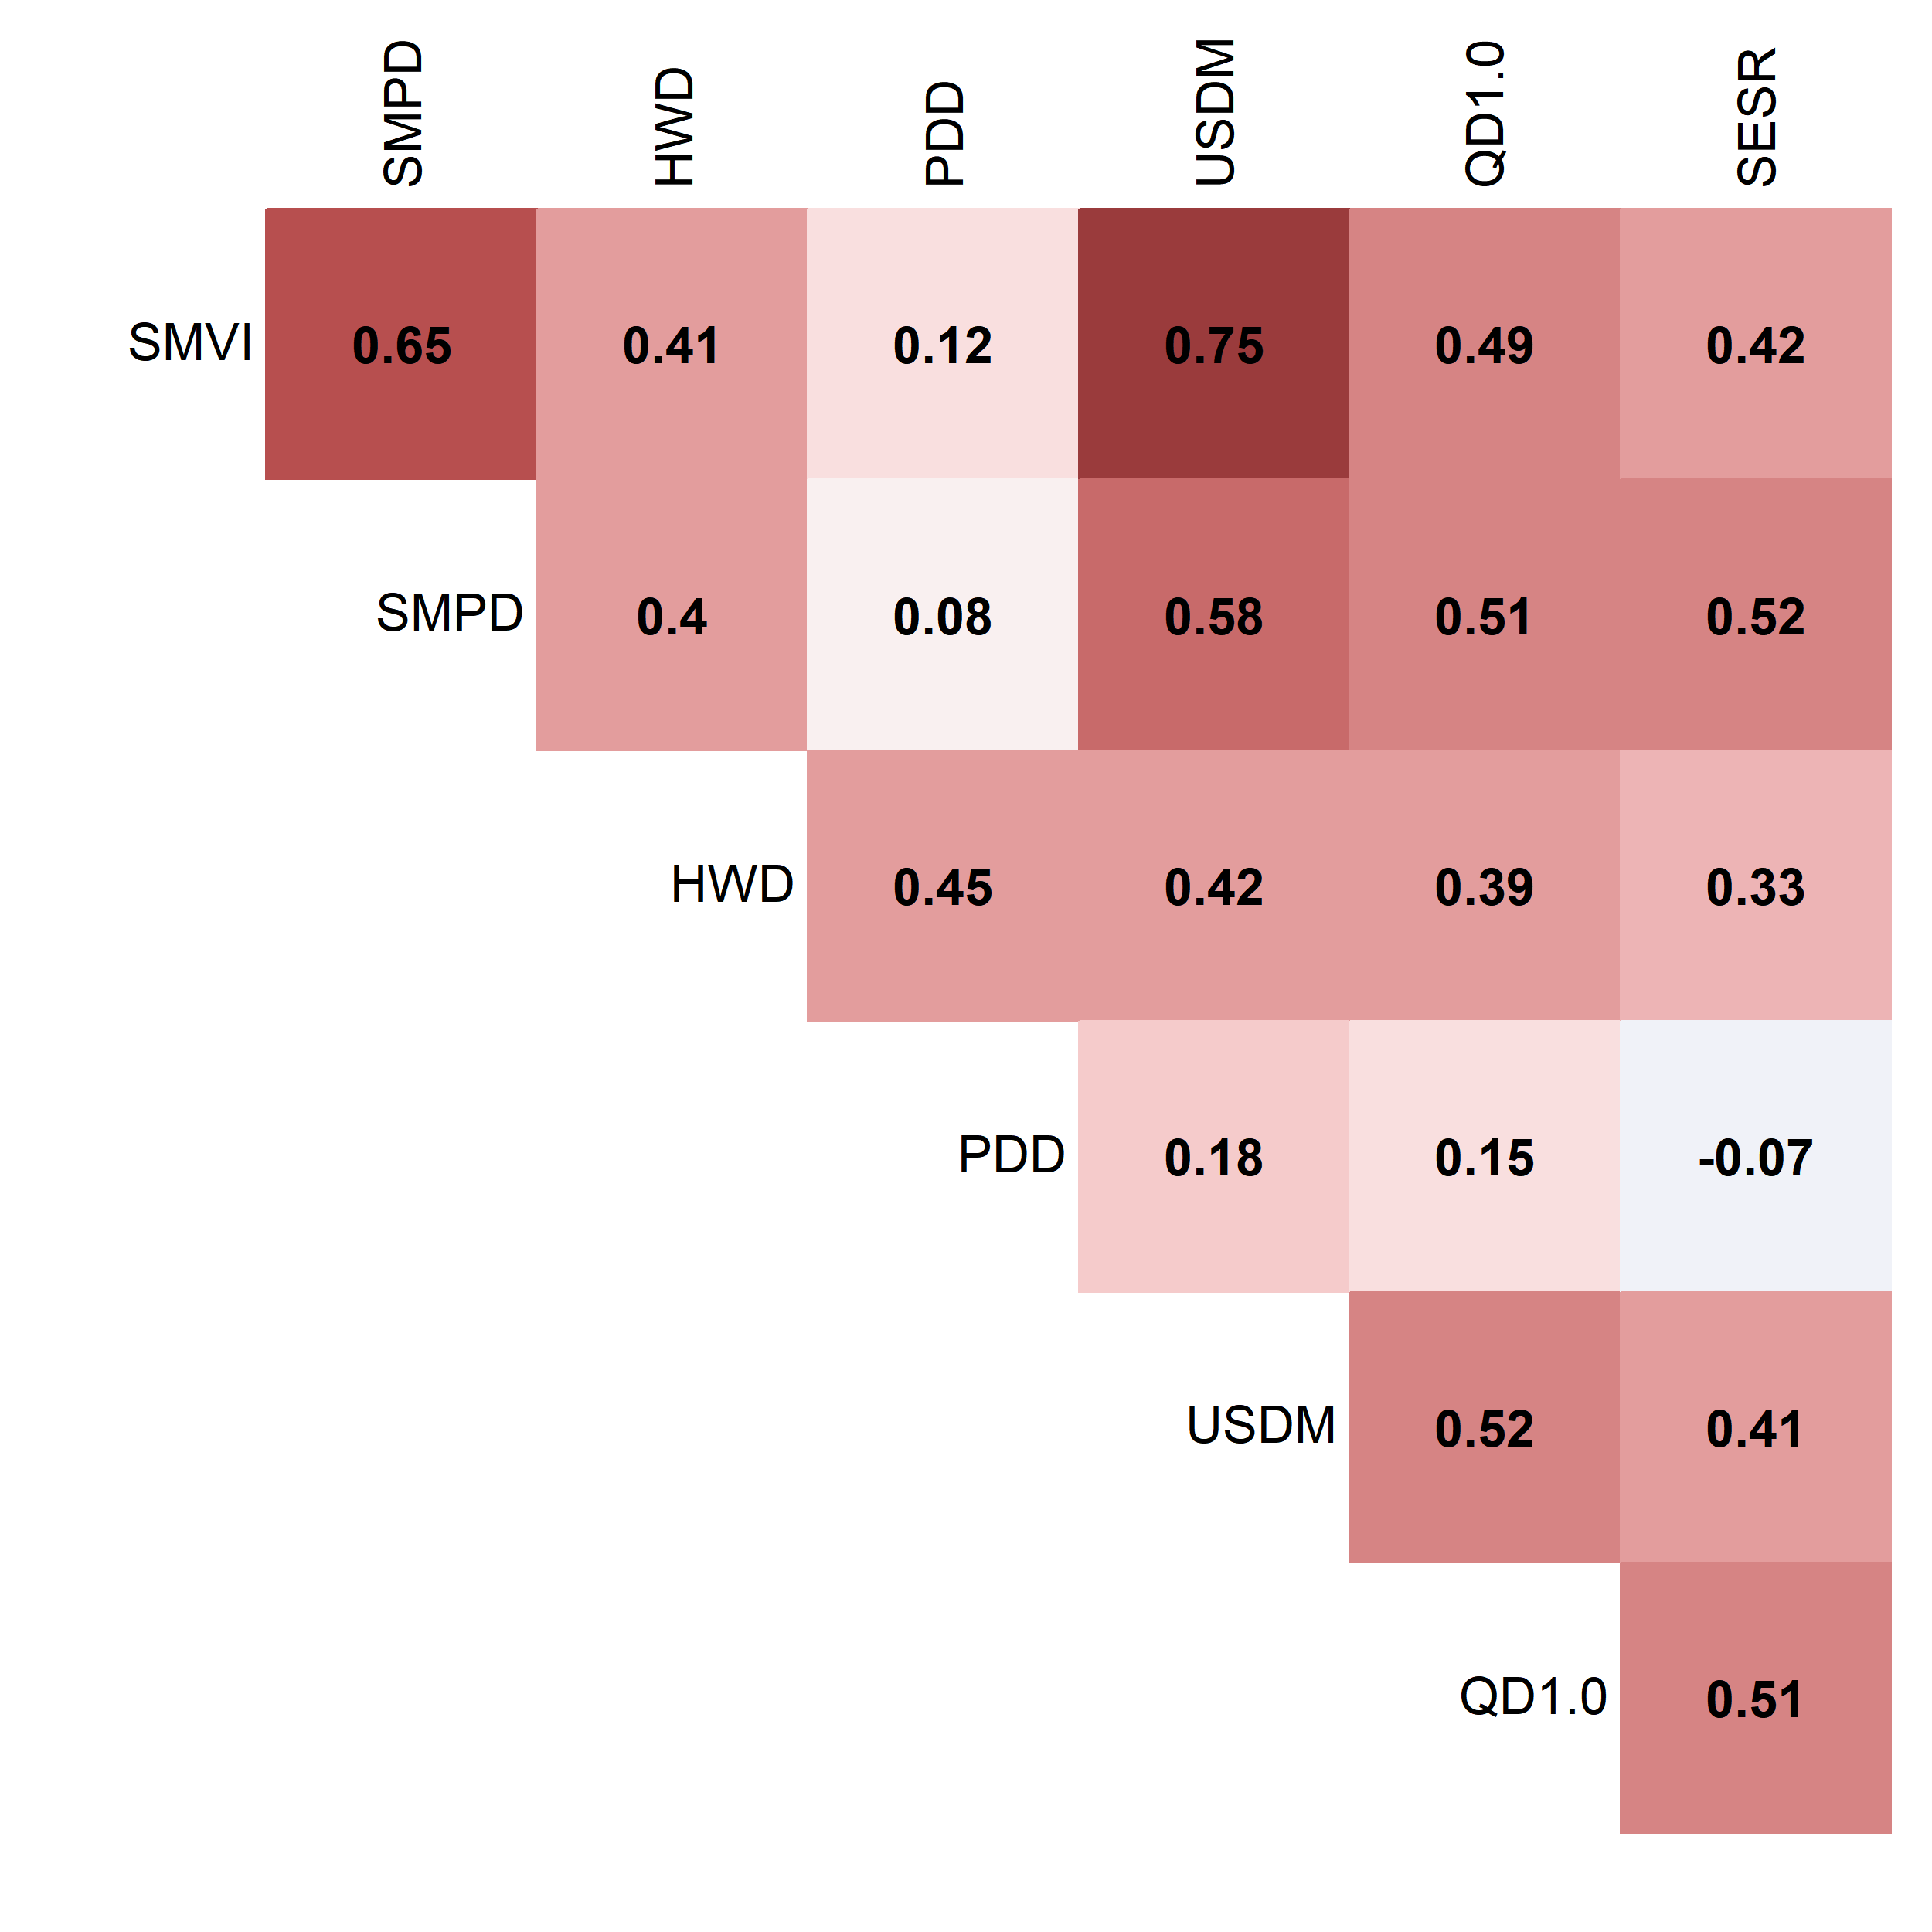 SMPD HWD PDD USDM QD1.0 SESR
SMVI 0.65 0.41 0.12 0.75 0.49 0.42
SMPD 0.4 0.08 0.58 0.51 0.52
HWD 0.45 0.42 0.39 0.33
PDD 0.18 0.15 -0.07
USDM 0.52 0.41
QD1.0 0.51